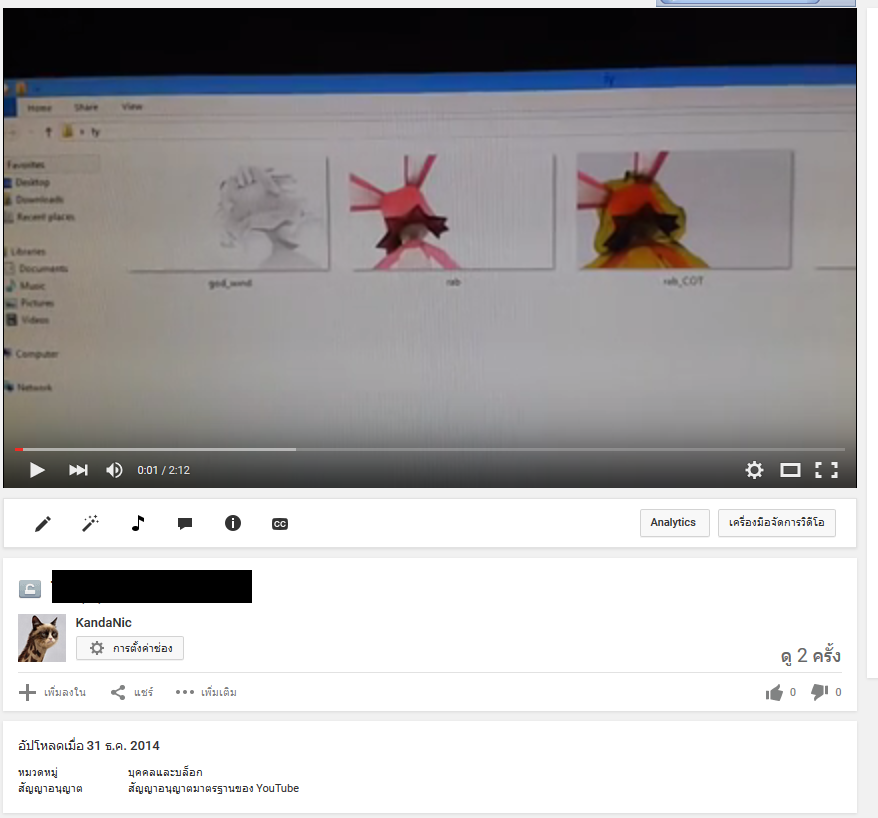 ly
Home Share View
ly
Favorites
Desktop
Downloads
Recent places
Libraries
Documents
Music
Pictures
Videos
Computer
Network
god_wind
rab
rab_CGT
0:01 / 2:12
CC
Analytics
เครื่องมือจัดการวิดีโอ
KandaNic
การตั้งค่าช่อง
ดู 2 ครั้ง
เพิ่มลงใน
แชร์
เพิ่มเติม
0
0
อัปโหลดเมื่อ 31 ธ.ค. 2014
หมวดหมู่ บุคคลและบล็อก
สัญญาอนุญาต สัญญาอนุญาตมาตรฐานของ YouTube